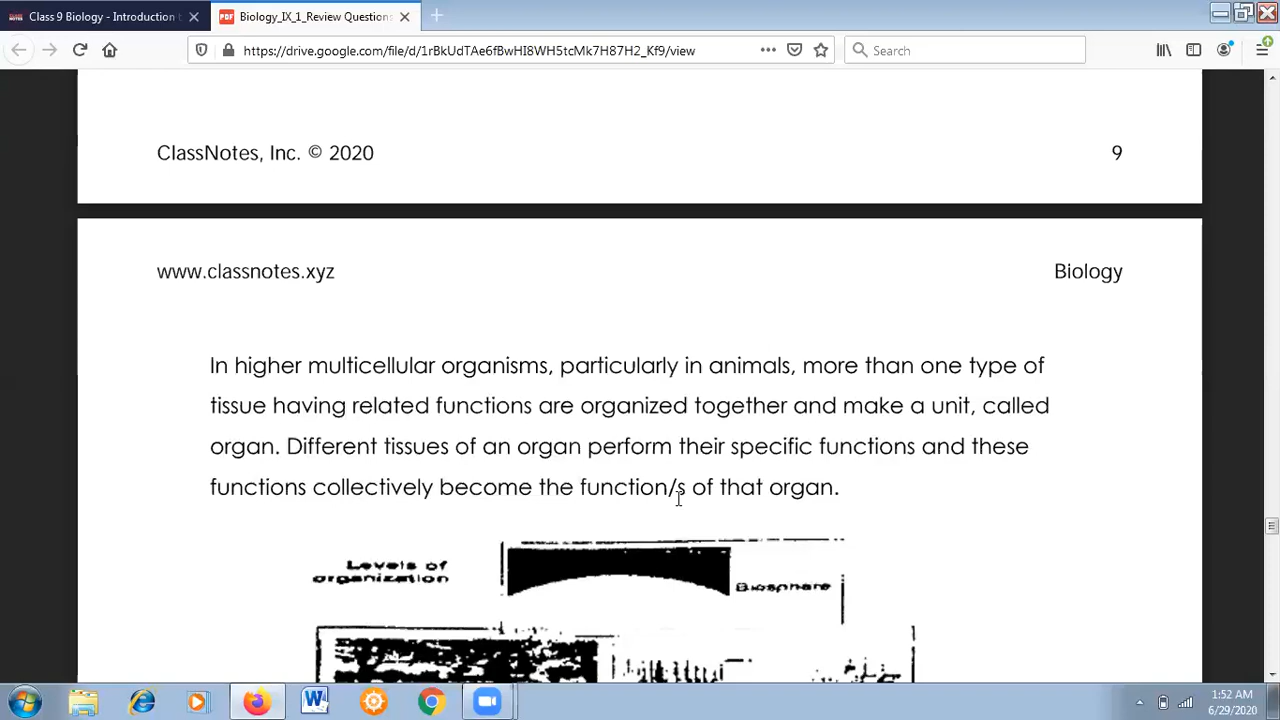 Class 9 Biology - Introduction t
Biology_IX_1_Review Questions
https://drive.google.com/file/d/1rBkUdTAe6fBwHI8WH5tcMk7H87H2_Kf9/view
Search
ClassNotes, Inc. © 2020
9
www.classnotes.xyz
Biology
In higher multicellular organisms, particularly in animals, more than one type of
tissue having related functions are organized together and make a unit, called
organ. Different tissues of an organ perform their specific functions and these
functions collectively become the function/s of that organ.
Levels of
organization
Biosphere
1:52 AM
6/29/2020